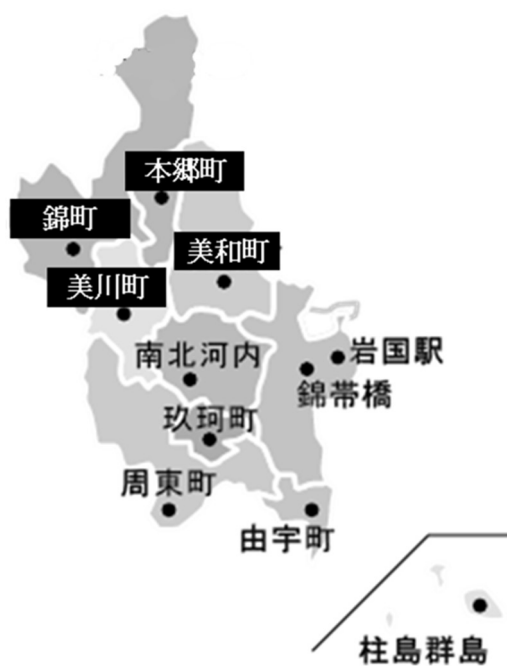 本郷町
錦町
美和町
美川町
岩国駅
南北河内
錦帯橋
玖珂町
周東町
由宇町
柱島群島